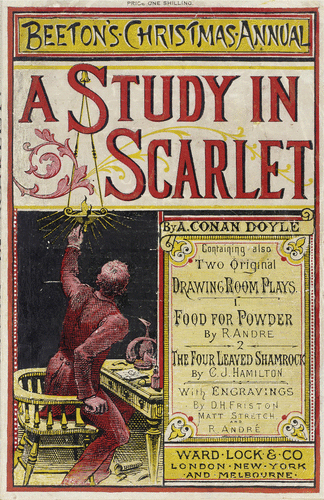 PRICE ONE SHILLING.
BEETON'S·CHRISTMAS·ANNUAL
A STUDY IN
SCARLET
By A. CONAN DOYLE
Containing also
Two Original
DRAWING ROOM PLAYS.
1
FOOD FOR POWDER
By R. ANDRÉ
2
THE FOUR LEAVED SHAMROCK
By C. J. HAMILTON
With ENGRAVINGS
By D. H. FRISTON
MATT STRETCH
and
R. ANDRÉ
WARD·LOCK·&·CO
LONDON·NEW·YORK
AND MELBOURNE·